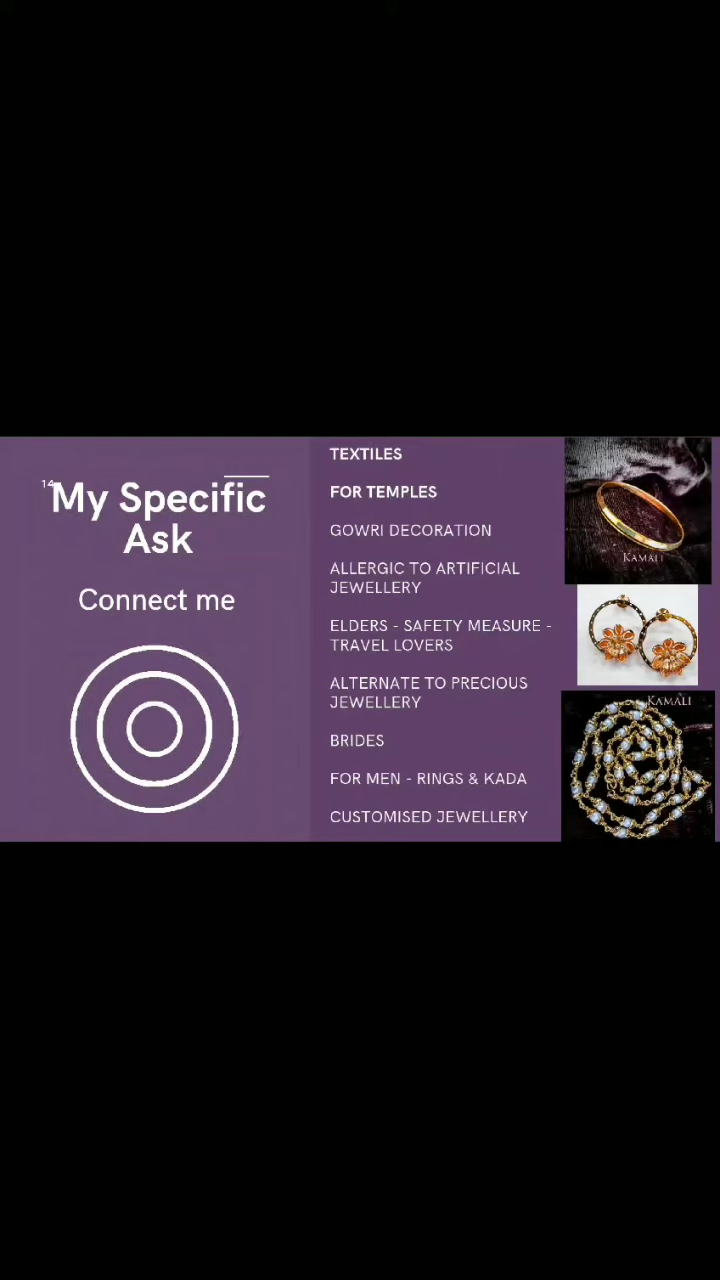 14
My Specific
Ask
Connect me
TEXTILES
FOR TEMPLES
GOWRI DECORATION
ALLERGIC TO ARTIFICIAL
JEWELLERY
ELDERS - SAFETY MEASURE -
TRAVEL LOVERS
ALTERNATE TO PRECIOUS
JEWELLERY
BRIDES
FOR MEN - RINGS & KADA
CUSTOMISED JEWELLERY
KAMALI
KAMALI